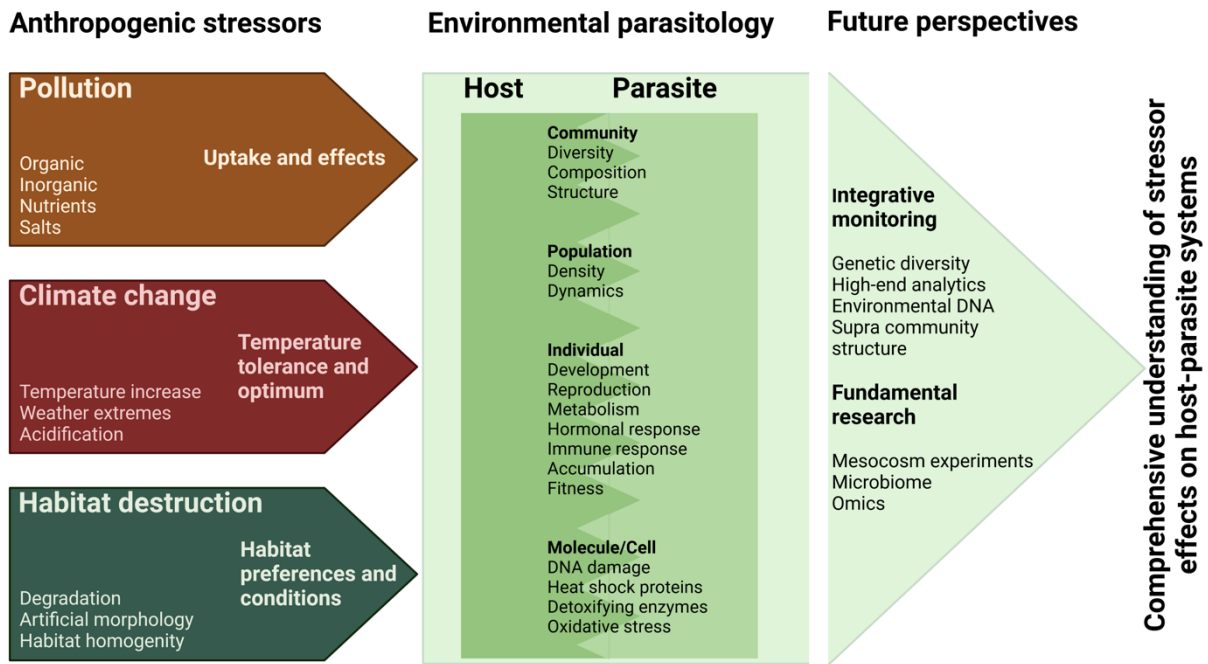 Anthropogenic stressors
Environmental parasitology
Future perspectives
Pollution
Uptake and effects
Organic
Inorganic
Nutrients
Salts
Climate change
Temperature
tolerance and
optimum
Temperature increase
Weather extremes
Acidification
Habitat destruction
Habitat
preferences and
conditions
Degradation
Artificial morphology
Habitat homogenity
Host
Parasite
Community
Diversity
Composition
Structure
Population
Density
Dynamics
Individual
Development
Reproduction
Metabolism
Hormonal response
Immune response
Accumulation
Fitness
Molecule/Cell
DNA damage
Heat shock proteins
Detoxifying enzymes
Oxidative stress
Integrative
monitoring
Genetic diversity
High-end analytics
Environmental DNA
Supra community
structure
Fundamental
research
Mesocosm experiments
Microbiome
Omics
Comprehensive understanding of stressor
effects on host-parasite systems